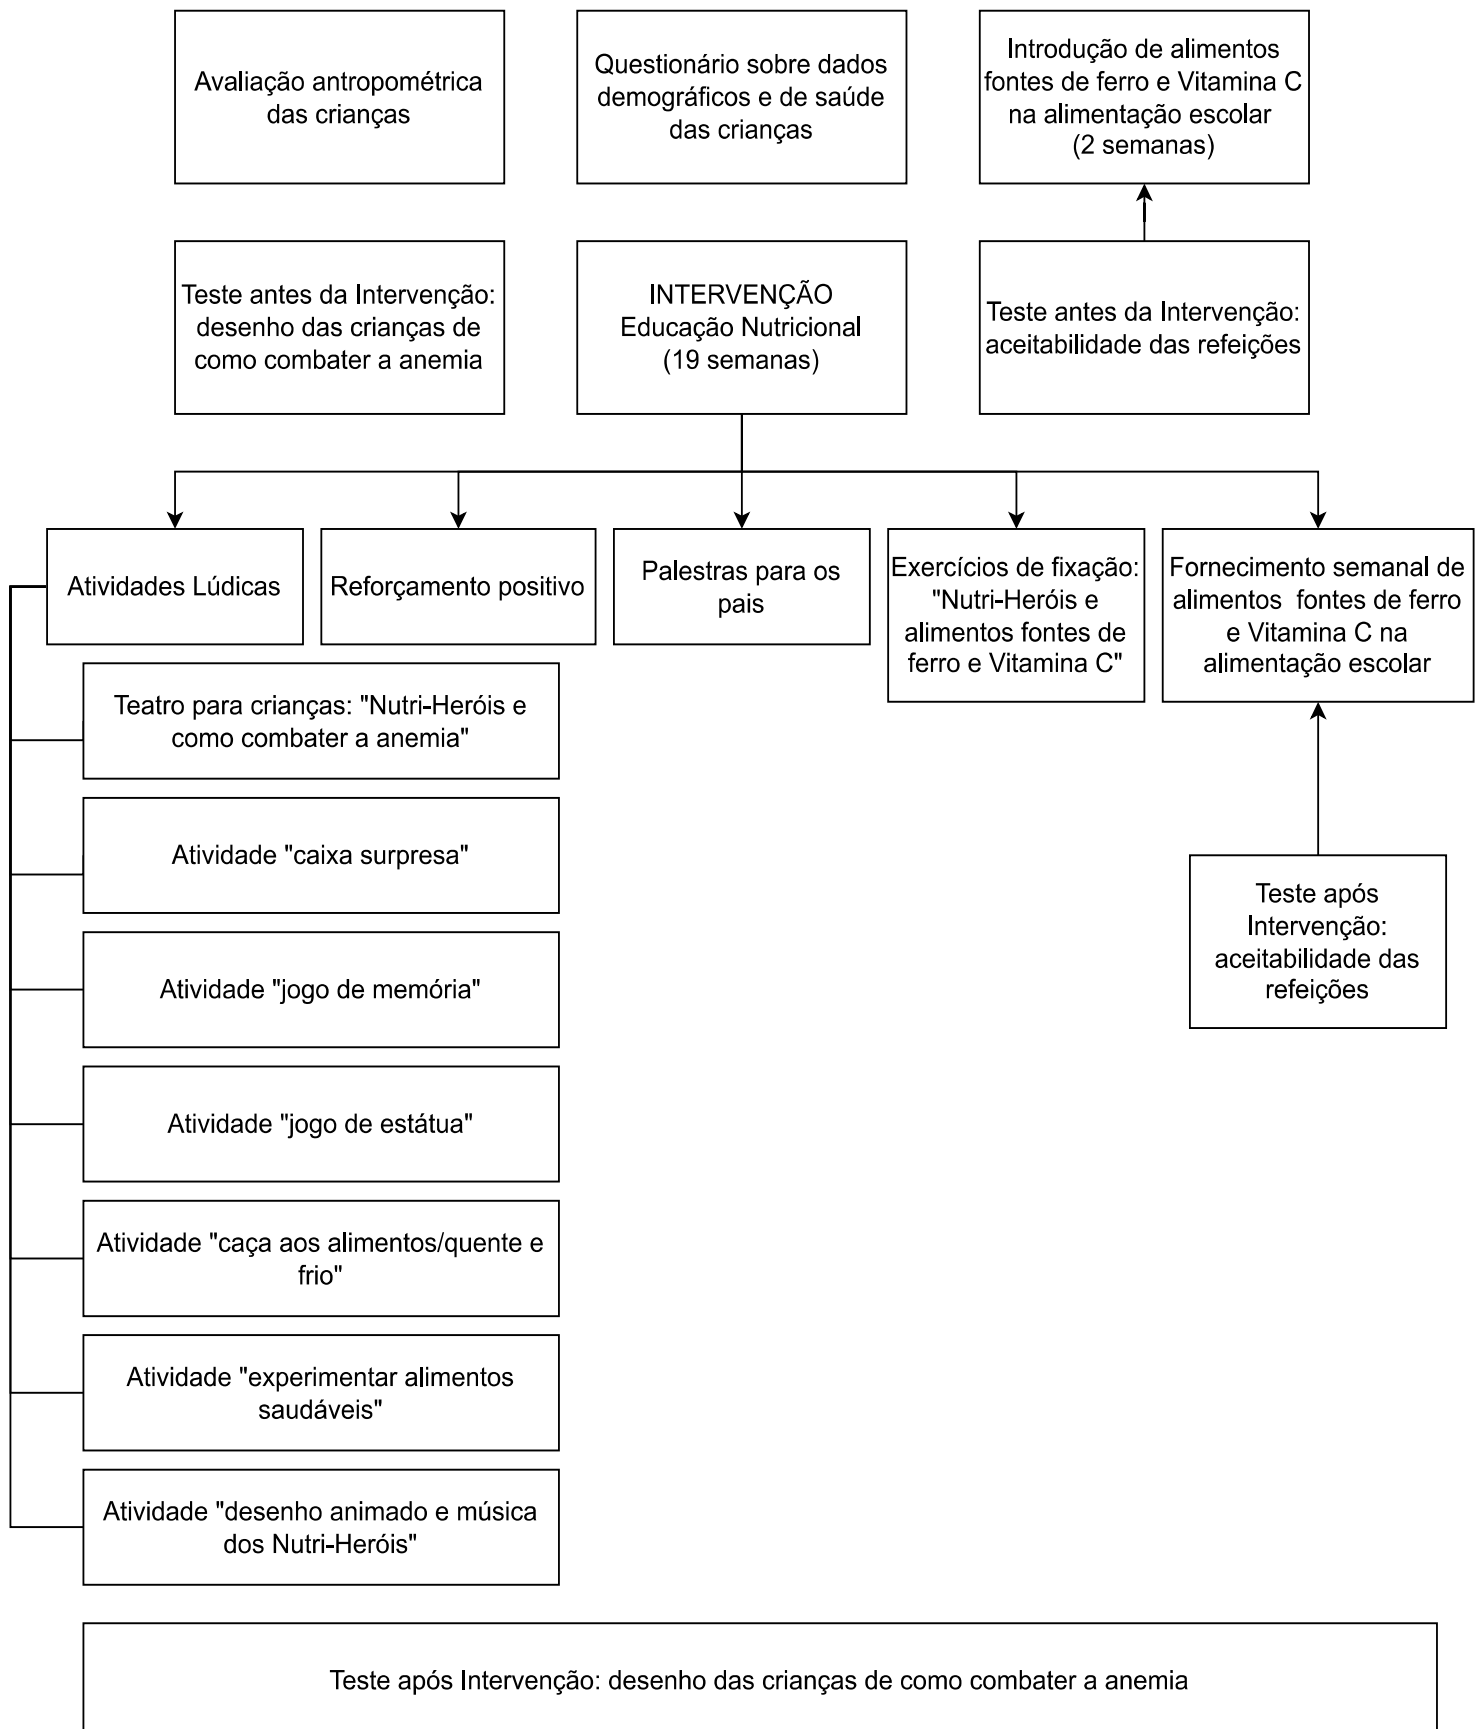 Avaliação antropométrica
das crianças
Questionário sobre dados
demográficos e de saúde
das crianças
Introdução de alimentos
fontes de ferro e Vitamina C
na alimentação escolar
(2 semanas)
Teste antes da Intervenção:
desenho das crianças de
como combater a anemia
INTERVENÇÃO
Educação Nutricional
(19 semanas)
Teste antes da Intervenção:
aceitabilidade das refeições
Atividades Lúdicas
Reforçamento positivo
Palestras para os
pais
Exercícios de fixação:
"Nutri-Heróis e
alimentos fontes de
ferro e Vitamina C"
Fornecimento semanal de
alimentos fontes de ferro
e Vitamina C na
alimentação escolar
Teatro para crianças: "Nutri-Heróis e
como combater a anemia"
Atividade "caixa surpresa"
Atividade "jogo de memória"
Atividade "jogo de estátua"
Atividade "caça aos alimentos/quente e
frio"
Atividade "experimentar alimentos
saudáveis"
Atividade "desenho animado e música
dos Nutri-Heróis"
Teste após
Intervenção:
aceitabilidade das
refeições
Teste após Intervenção: desenho das crianças de como combater a anemia